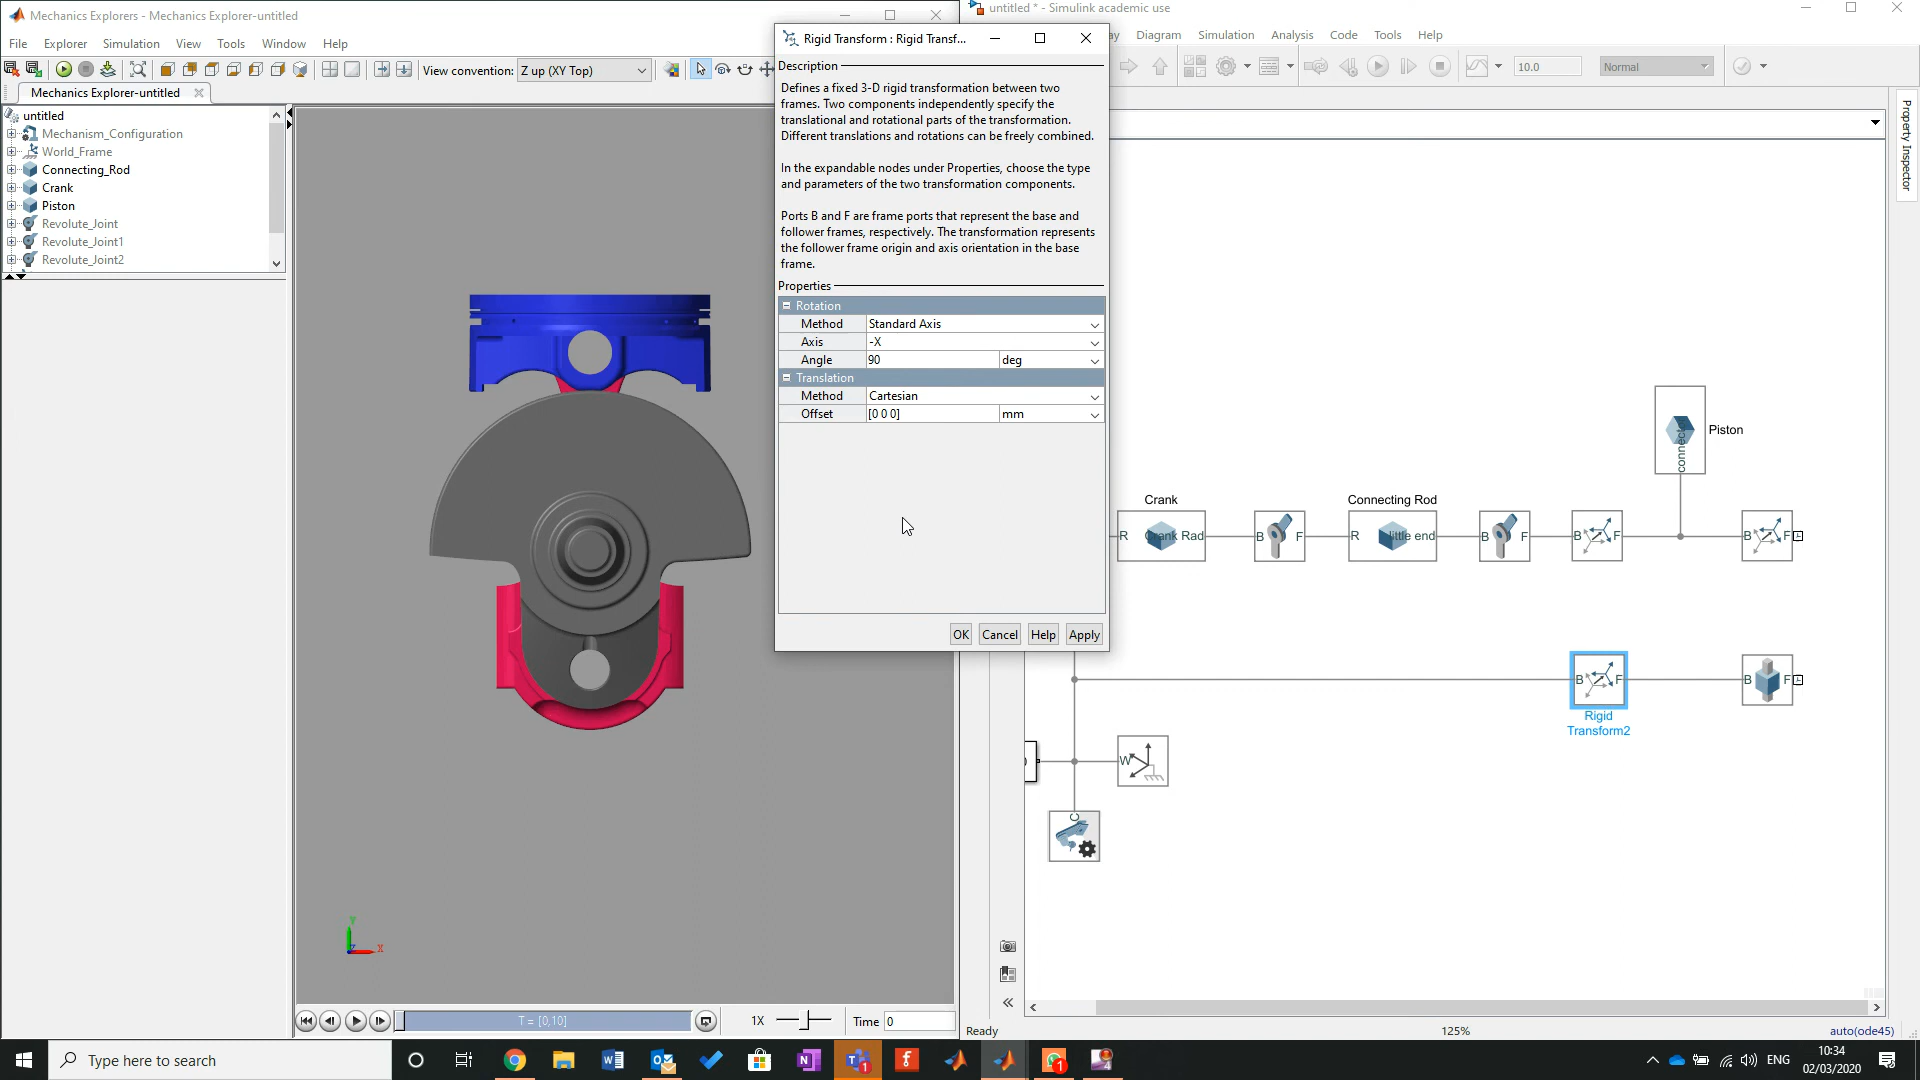 Mechanics Explorers - Mechanics Explorer-untitled
File Explorer Simulation View Tools Window Help
View convention: Z up (XY Top)
Mechanics Explorer-untitled
untitled
Mechanism_Configuration
World_Frame
Connecting_Rod
Crank
Piston
Revolute_Joint
Revolute_Joint1
Revolute_Joint2
Y
X
T = [0,10]
1X
Time 0
Rigid Transform : Rigid Transf...
Description
Defines a fixed 3-D rigid transformation between two
frames. Two components independently specify the
translational and rotational parts of the transformation.
Different translations and rotations can be freely combined.
In the expandable nodes under Properties, choose the type
and parameters of the two transformation components.
Ports B and F are frame ports that represent the base and
follower frames, respectively. The transformation represents
the follower frame origin and axis orientation in the base
frame.
Properties
Rotation
Method Standard Axis
Axis -X
Angle 90 deg
Translation
Method Cartesian
Offset [0 0 0] mm
OK Cancel Help Apply
untitled * - Simulink academic use
ay Diagram Simulation Analysis Code Tools Help
10.0 Normal
Property Inspector
Piston
Crank
Connecting Rod
R Crank Rad
B F
R little end
B F
B F
B F
B F
Rigid
Transform2
B F
W
C
Ready 125% auto(ode45)
Type here to search
ENG
10:34
02/03/2020